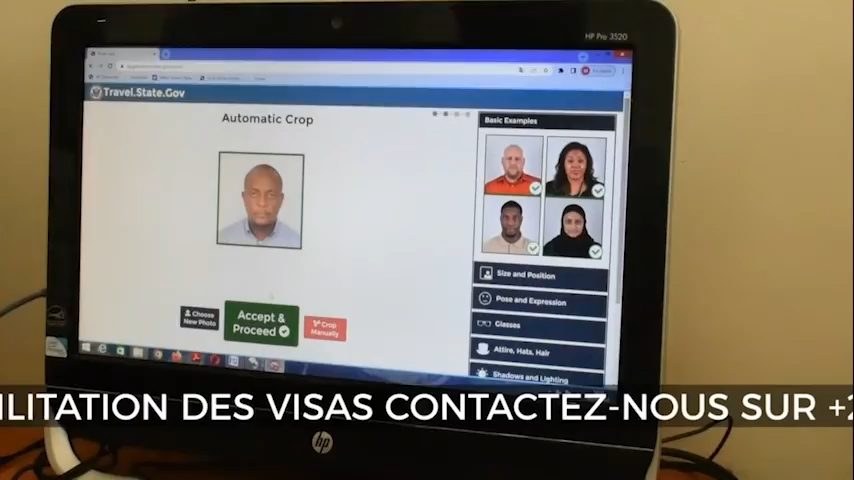 HP Pro 3520
Travel.State.Gov
Automatic Crop
Basic Examples
Size and Position
Pose and Expression
Glasses
Attire, Hats, Hair
Shadows and Lighting
Choose
New Photo
Accept &
Proceed
Crop
Manually
ILITATION DES VISAS CONTACTEZ-NOUS SUR +2
hp